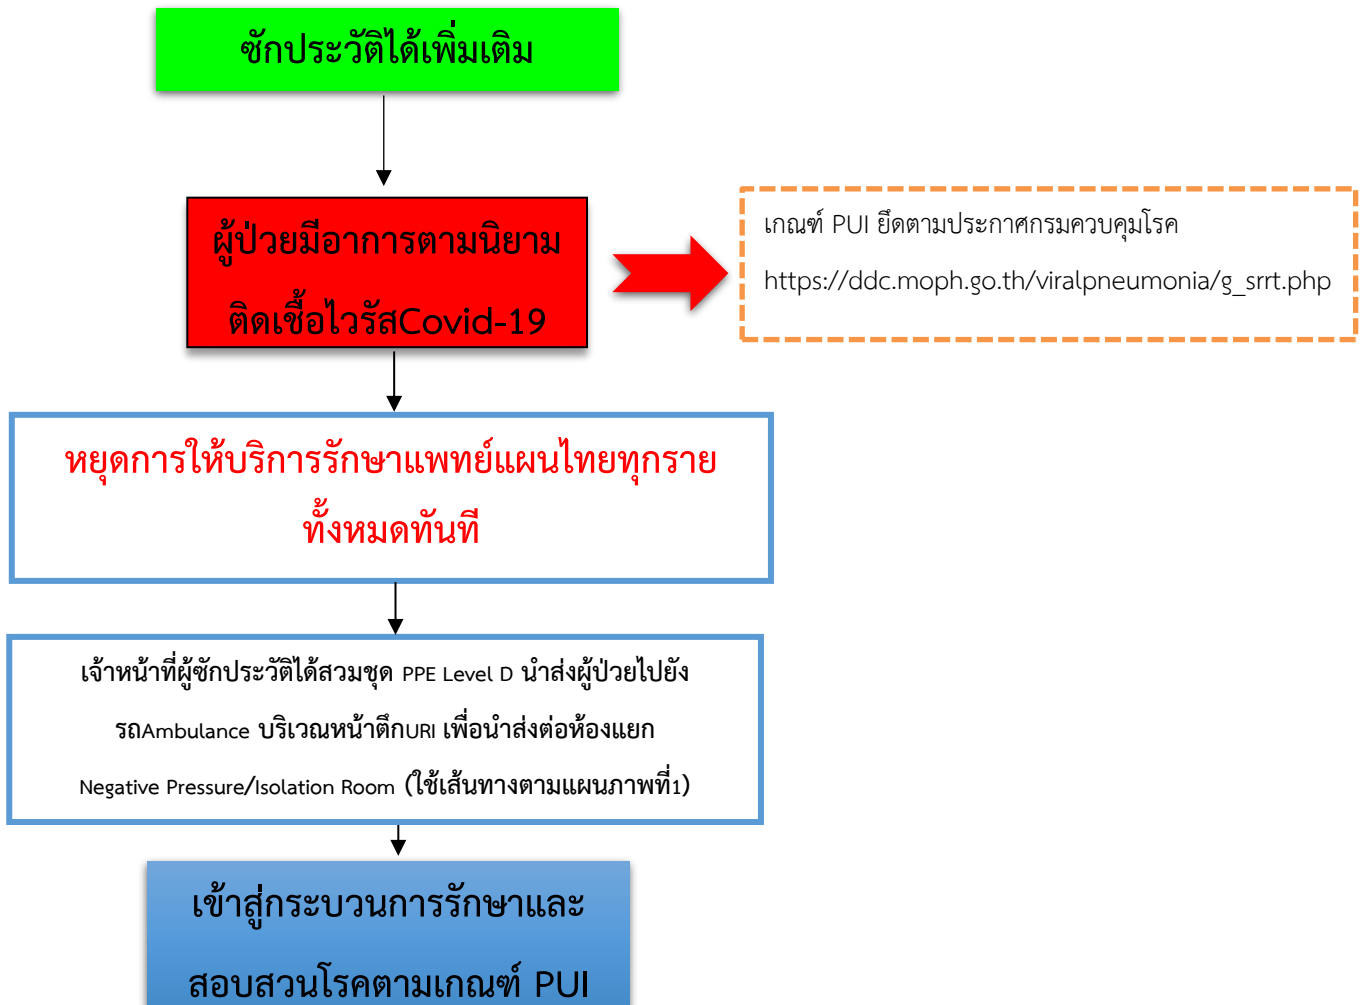 ซักประวัติได้เพิ่มเติม
ผู้ป่วยมีอาการตามนิยาม
ติดเชื้อไวรัสCovid-19
เกณฑ์ PUI ยึดตามประกาศกรมควบคุมโรค
https://ddc.moph.go.th/viralpneumonia/g_srrt.php
หยุดการให้บริการรักษาแพทย์แผนไทยทุกราย
ทั้งหมดทันที
เจ้าหน้าที่ผู้ซักประวัติได้สวมชุด PPE Level D นำส่งผู้ป่วยไปยัง
รถAmbulance บริเวณหน้าตึกURI เพื่อนำส่งต่อห้องแยก
Negative Pressure/Isolation Room (ใช้เส้นทางตามแผนภาพที่1)
เข้าสู่กระบวนการรักษาและ
สอบสวนโรคตามเกณฑ์ PUI